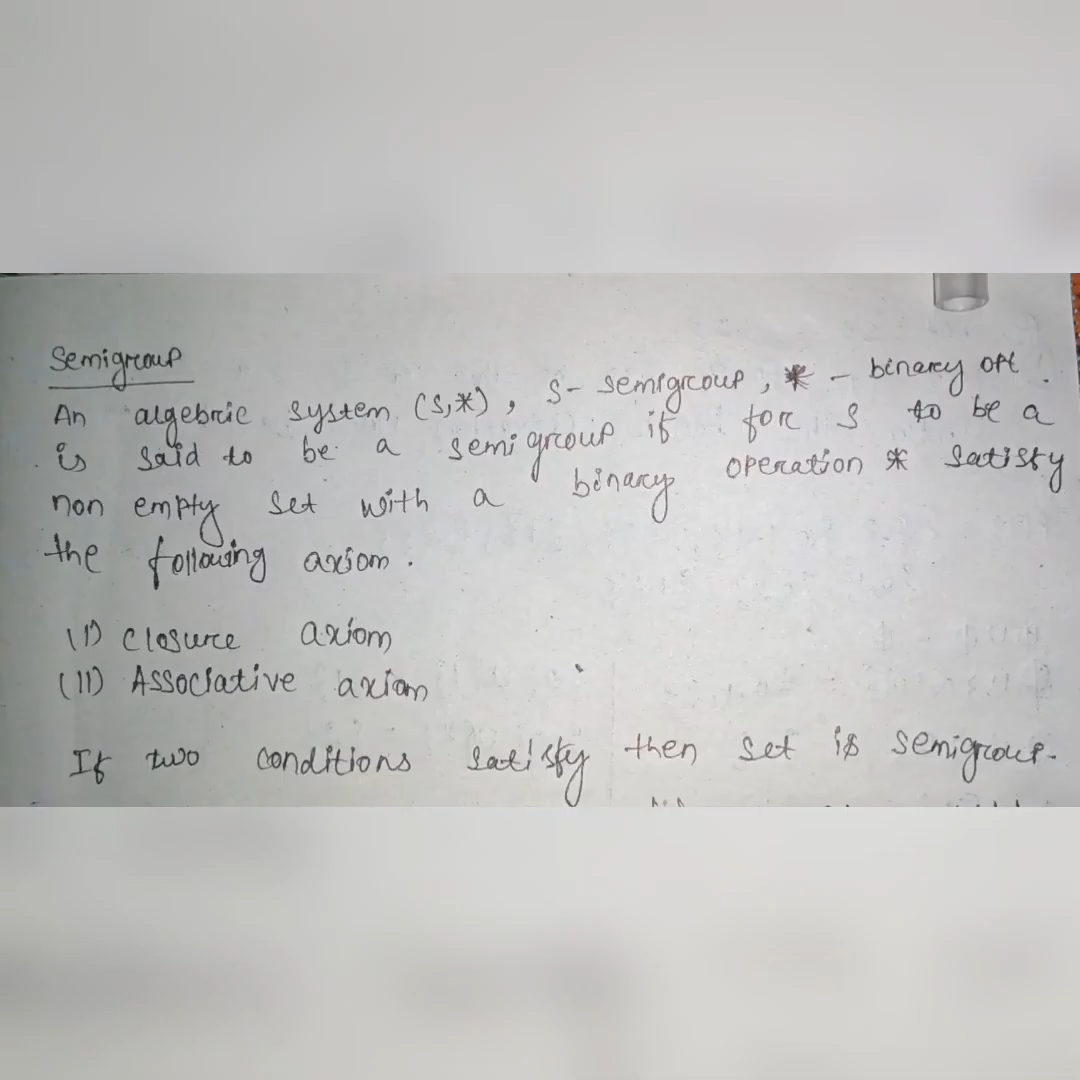 Semigroup
An algebric system (S,*), S- semigroup, * - binary opt.
is said to be a semigroup if for S to be a
non empty set with a binary operation * satisfy
the following axiom.
(I) closure axiom
(II) Associative axiom
If two conditions satisfy then set is semigroup.